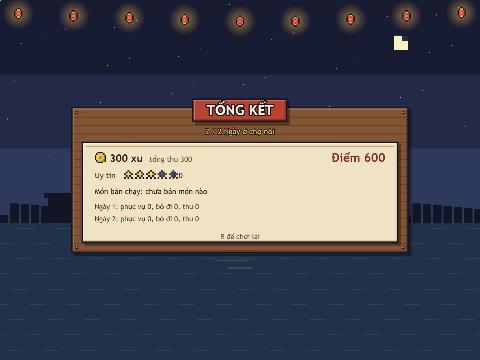 TỔNG KẾT
2 / 2 Ngày ở chợ nổi
300 xu tổng thu 300
Điểm 600
Uy tín 0
Món bán chạy: chưa bán món nào
Ngày 1: phục vụ 0, bỏ đi 0, thu 0
Ngày 2: phục vụ 0, bỏ đi 0, thu 0
R để chơi lại